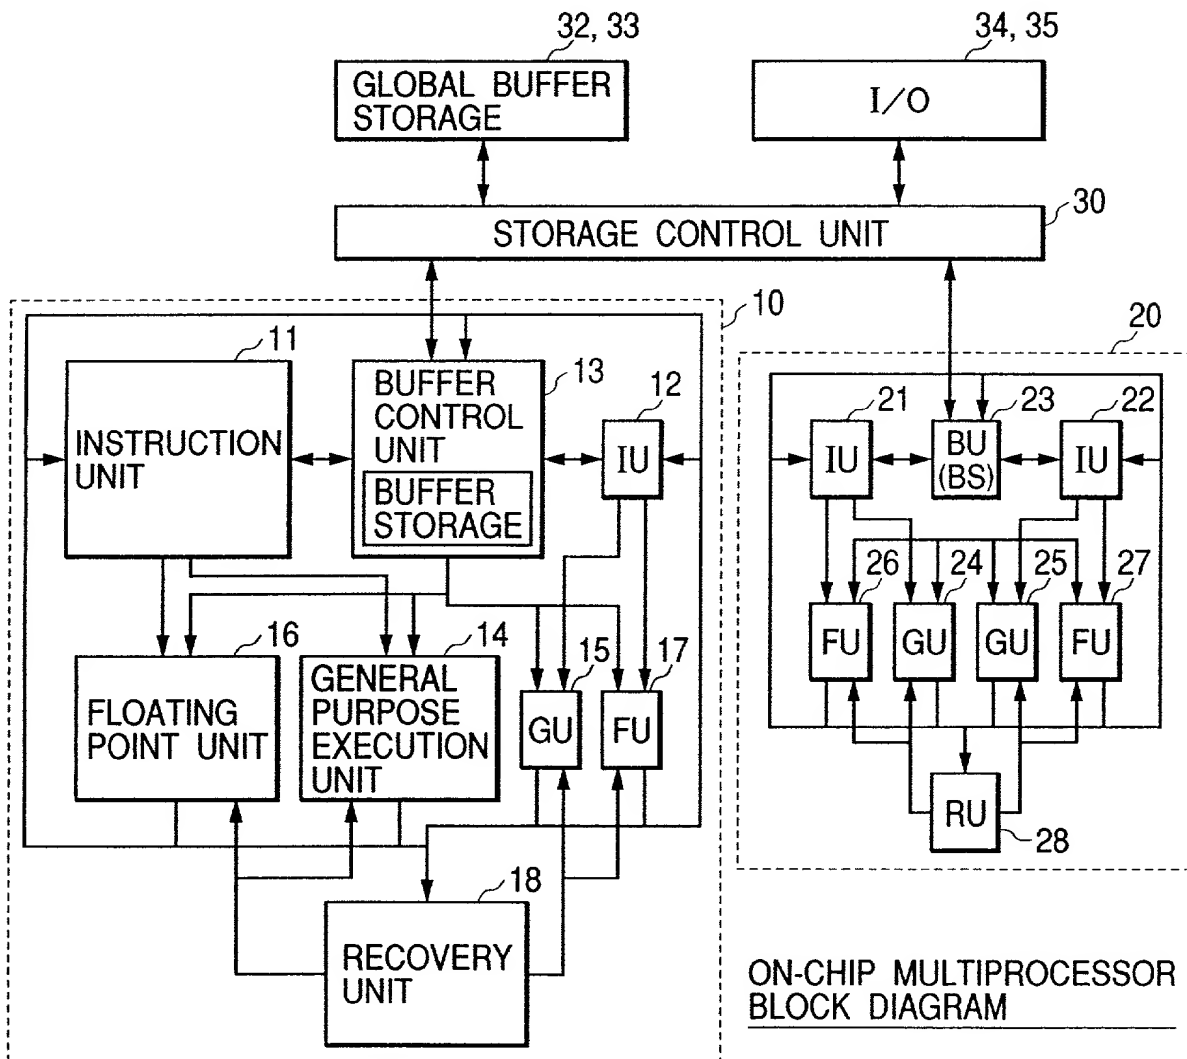 32, 33
34, 35
GLOBAL BUFFER
STORAGE
I/O
30
STORAGE CONTROL UNIT
10
20
11
13
12
INSTRUCTION
UNIT
BUFFER
CONTROL
UNIT
BUFFER
STORAGE
IU
21
23
22
IU
BU
(BS)
IU
16
14
15
17
FLOATING
POINT UNIT
GENERAL
PURPOSE
EXECUTION
UNIT
GU
FU
26
24
25
27
FU
GU
GU
FU
RU
28
18
RECOVERY
UNIT
ON-CHIP MULTIPROCESSOR
BLOCK DIAGRAM